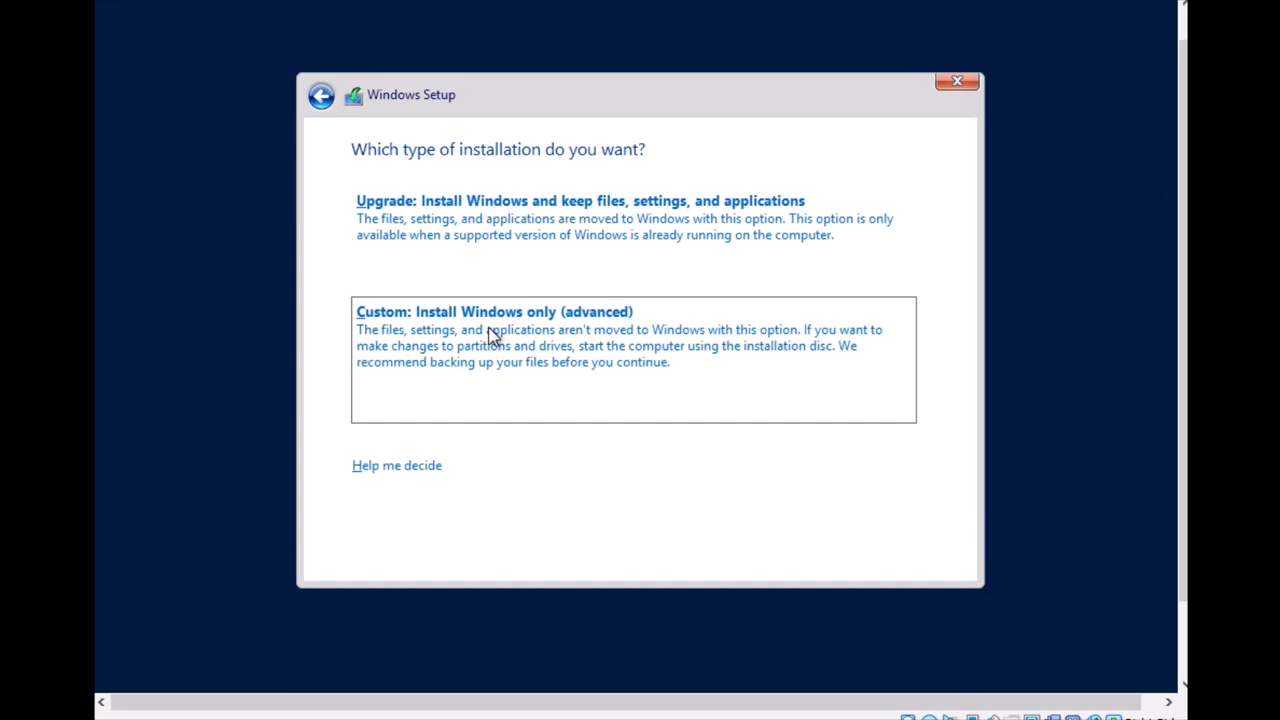 Windows Setup
Which type of installation do you want?
Upgrade: Install Windows and keep files, settings, and applications
The files, settings, and applications are moved to Windows with this option. This option is only
available when a supported version of Windows is already running on the computer.
Custom: Install Windows only (advanced)
The files, settings, and applications aren't moved to Windows with this option. If you want to
make changes to partitions and drives, start the computer using the installation disc. We
recommend backing up your files before you continue.
Help me decide